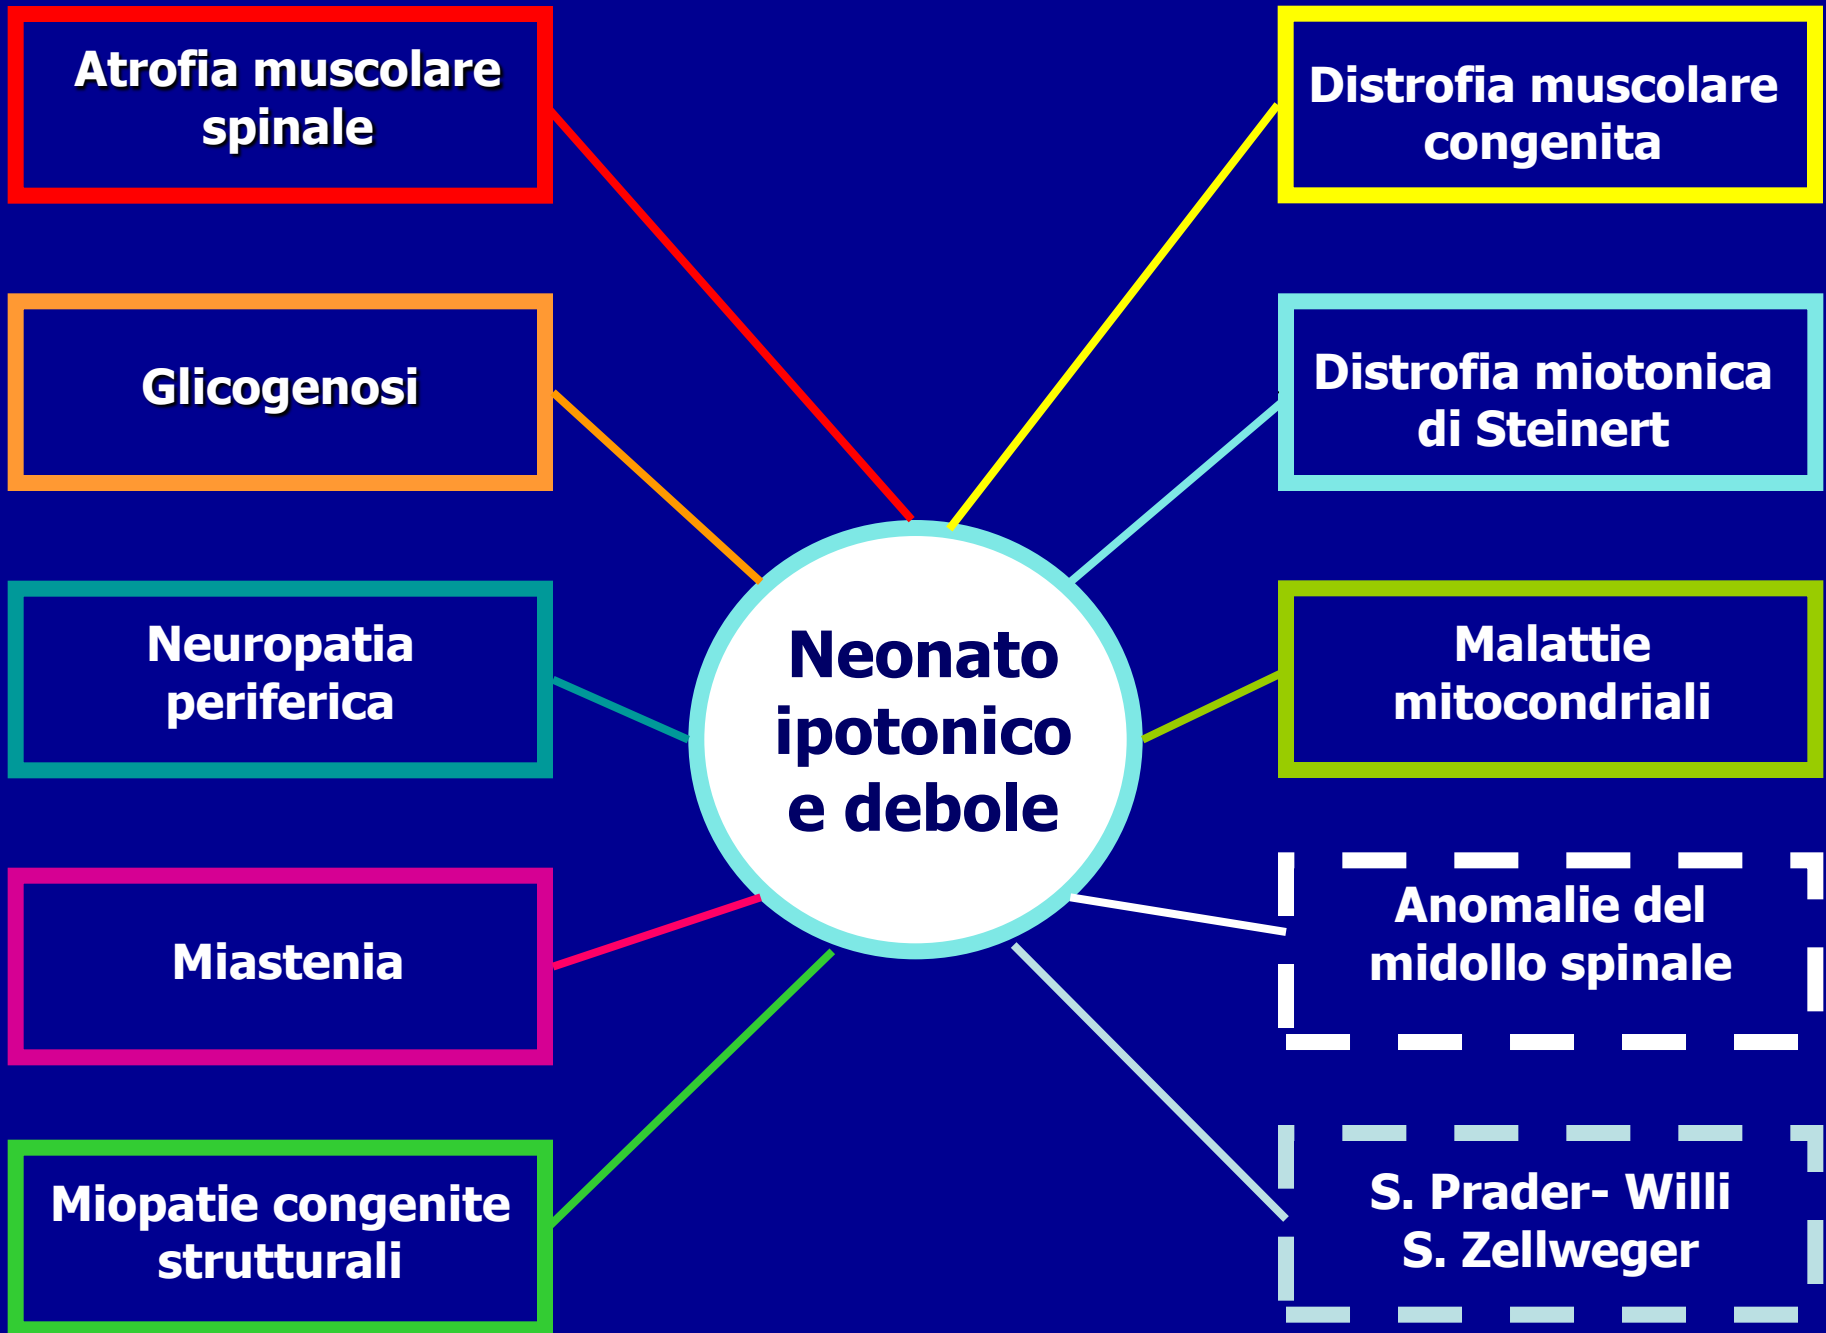 Atrofia muscolare
spinale
Glicogenosi
Neuropatia
periferica
Miastenia
Miopatie congenite
strutturali
Neonato
ipotonico
e debole
Distrofia muscolare
congenita
Distrofia miotonica
di Steinert
Malattie
mitocondriali
Anomalie del
midollo spinale
S. Prader- Willi
S. Zellweger